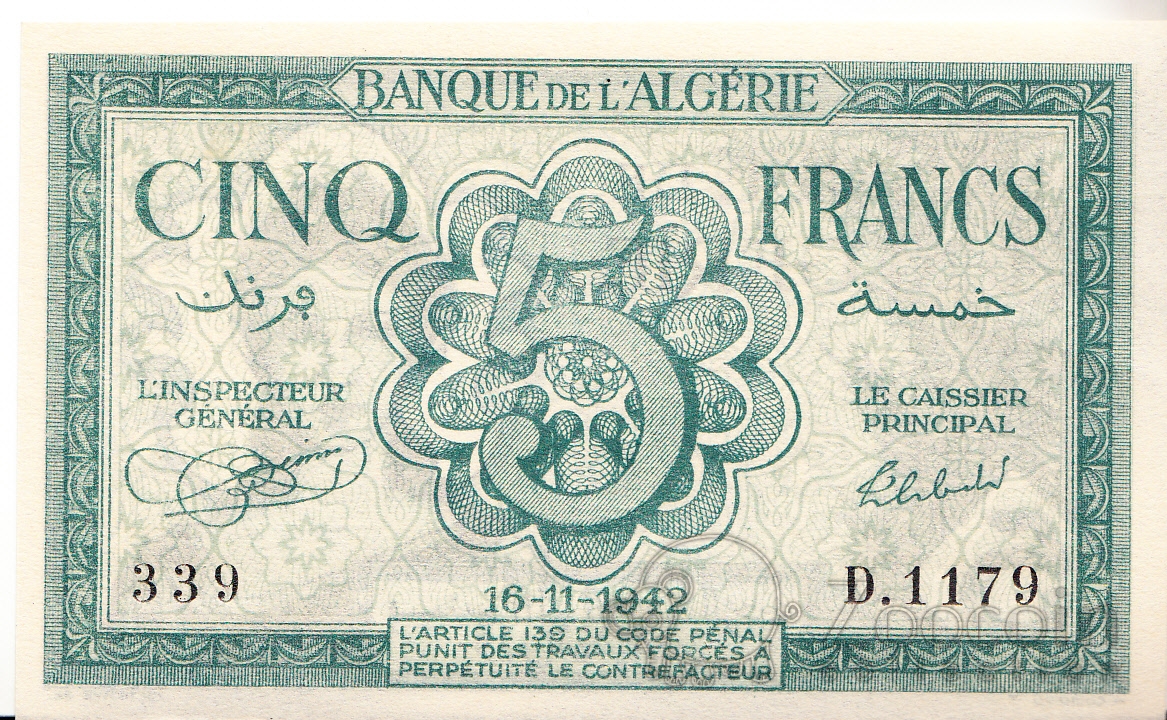 BANQUE DE L'ALGÉRIE
CINQ FRANCS
فرنك خمسة
L'INSPECTEUR
GÉNÉRAL
LE CAISSIER
PRINCIPAL
339
D.1179
16-11-1942
L'ARTICLE 139 DU CODE PÉNAL
PUNIT DES TRAVAUX FORCÉS A
PERPÉTUITÉ LE CONTREFACTEUR
5